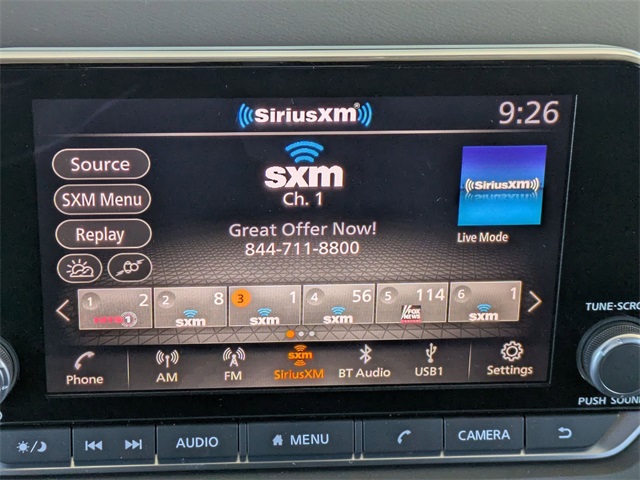 SiriusXM
9:26
Source
SXM Menu
Replay
sxm
Ch. 1
Great Offer Now!
844-711-8800
SiriusXM
Live Mode
1 2
2 8 sxm
3 1 sxm
4 56 sxm
5 114 FOX NEWS
6 1 sxm
Phone
AM
FM
sxm SiriusXM
BT Audio
USB1
Settings
TUNE-SCRO
PUSH SOUN
AUDIO
MENU
CAMERA